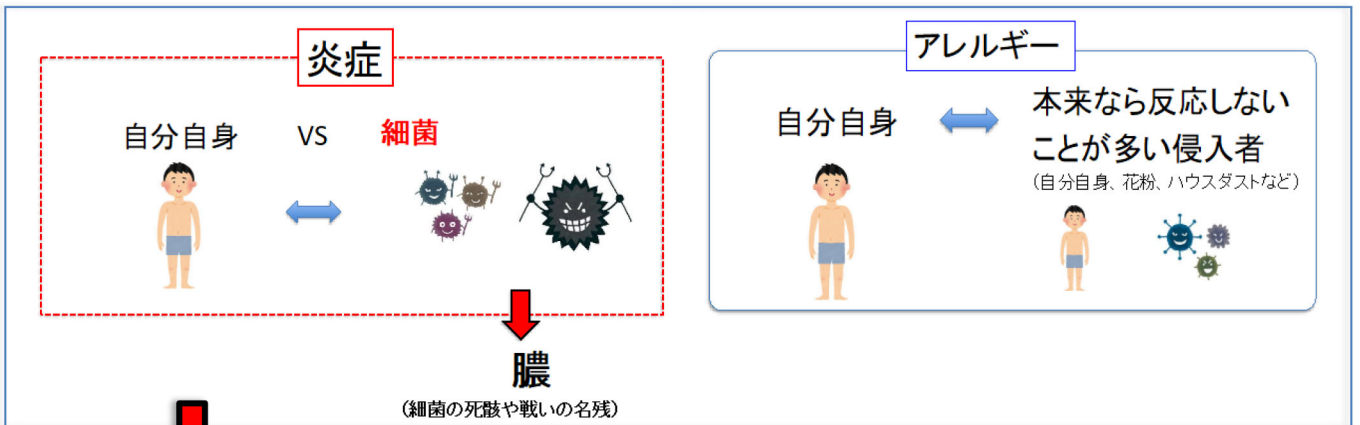 炎症
自分自身 VS 細菌
膿
(細菌の死骸や戦いの名残)
アレルギー
自分自身
本来なら反応しない
ことが多い侵入者
(自分自身、花粉、ハウスダストなど)